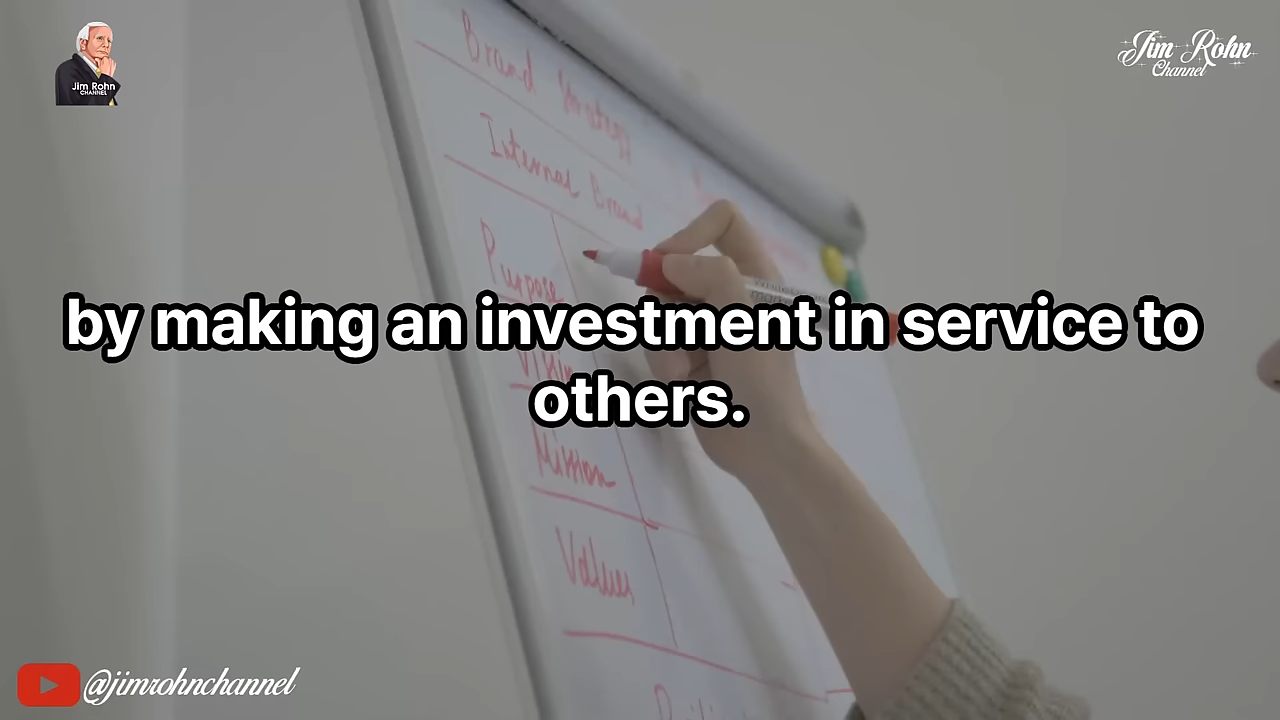 Jim Rohn
CHANNEL
Jim Rohn
Channel
Brand Strategy
Internal Brand
Purpose
by making an investment in service to
others.
Vision
Mission
Values
@jimrohnchannel